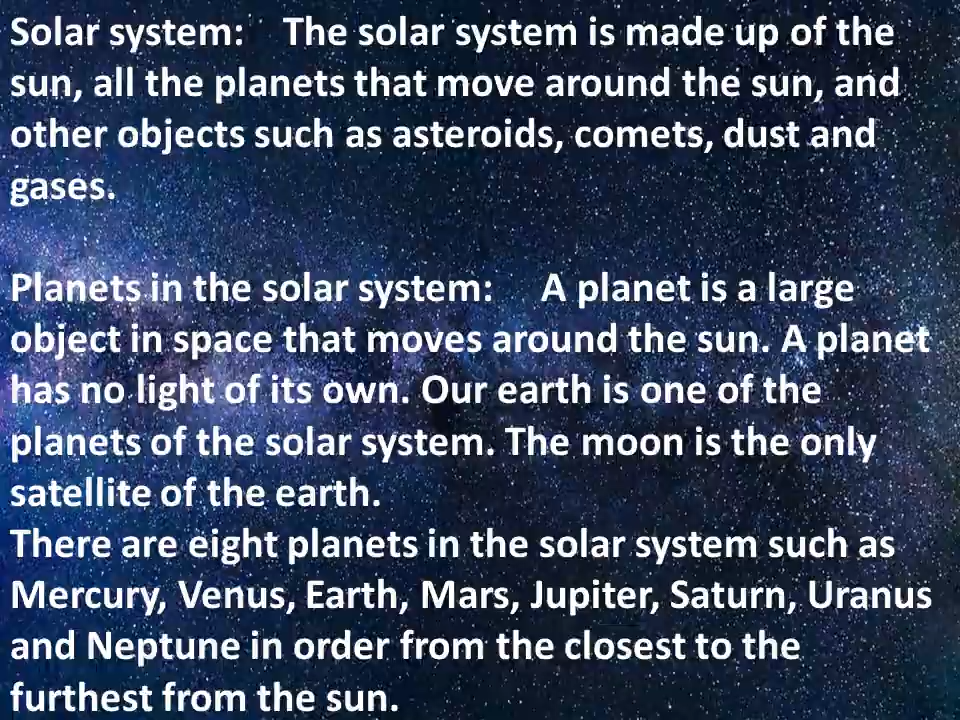 Solar system: The solar system is made up of the
sun, all the planets that move around the sun, and
other objects such as asteroids, comets, dust and
gases.
Planets in the solar system: A planet is a large
object in space that moves around the sun. A planet
has no light of its own. Our earth is one of the
planets of the solar system. The moon is the only
satellite of the earth.
There are eight planets in the solar system such as
Mercury, Venus, Earth, Mars, Jupiter, Saturn, Uranus
and Neptune in order from the closest to the
furthest from the sun.